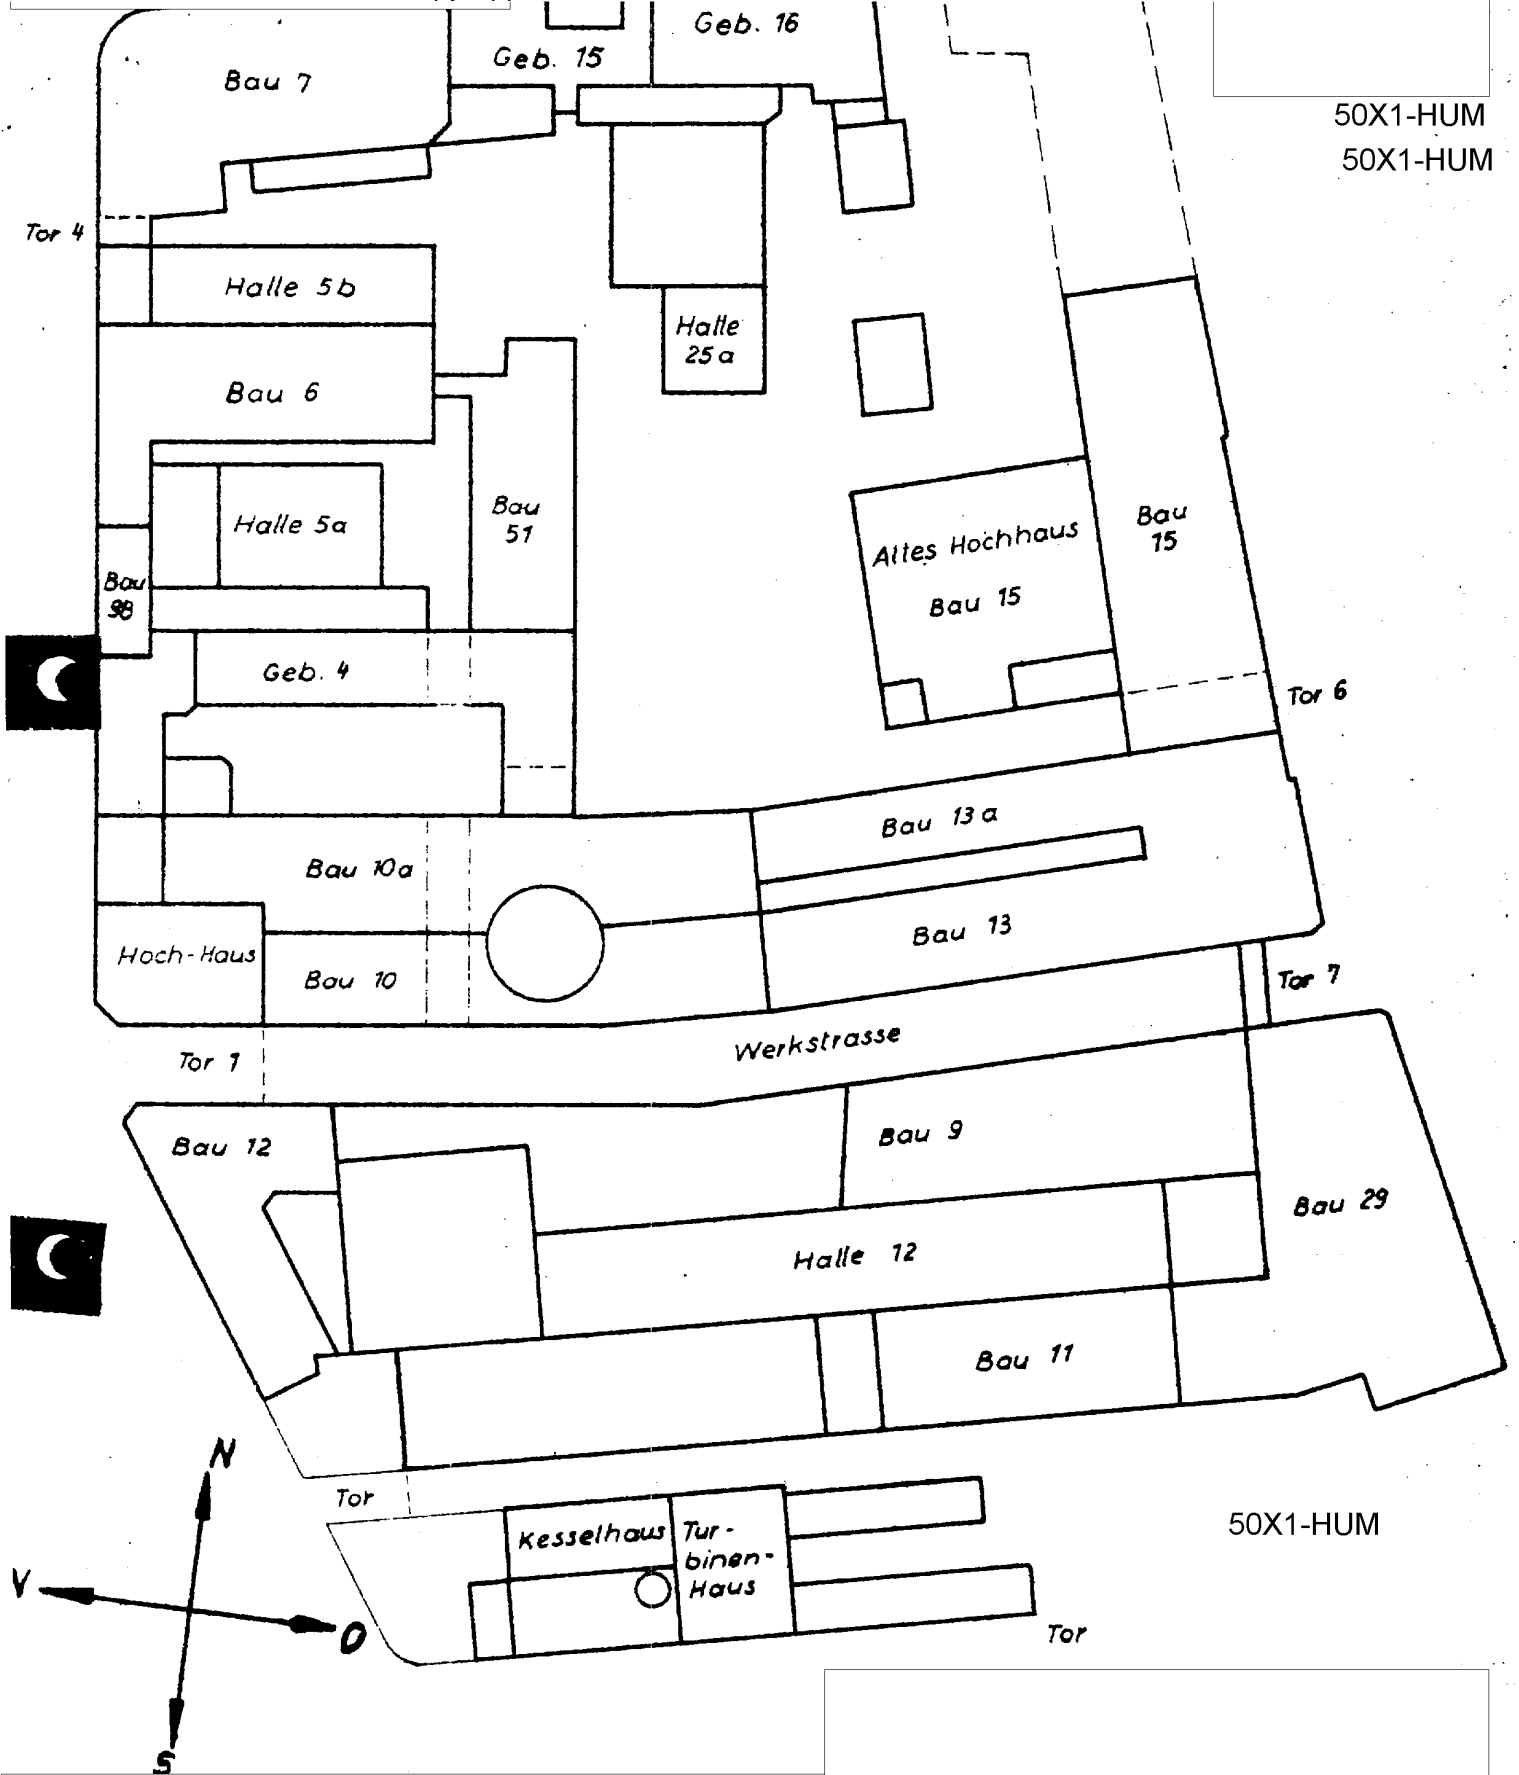 Geb. 16
Geb. 15
Bau 7
50X1-HUM
50X1-HUM
Tor 4
Halle 5b
Halle
25a
Bau 6
Bau
51
Halle 5a
Bau
15
Altes Hochhaus
Bau 15
Bau
Geb. 4
Tor 6
Bau 13a
Bau 10a
Bau 13
Hoch-Haus
Bau 10
Tor 7
Werkstrasse
Tor 1
Bau 12
Bau 9
Bau 29
Halle 12
Bau 11
N
Tor
50X1-HUM
Kesselhaus
Tur-
binen-
Haus
V
O
Tor
S